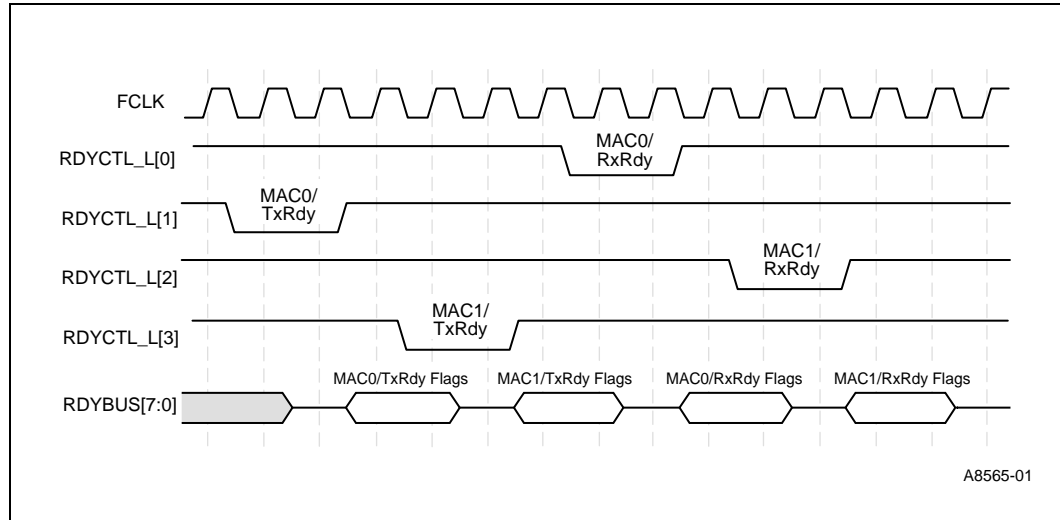 FCLK
RDYCTL_L[0]
MAC0/
RxRdy
RDYCTL_L[1]
MAC0/
TxRdy
RDYCTL_L[2]
MAC1/
RxRdy
RDYCTL_L[3]
MAC1/
TxRdy
RDYBUS[7:0]
MAC0/TxRdy Flags
MAC1/TxRdy Flags
MAC0/RxRdy Flags
MAC1/RxRdy Flags
A8565-01